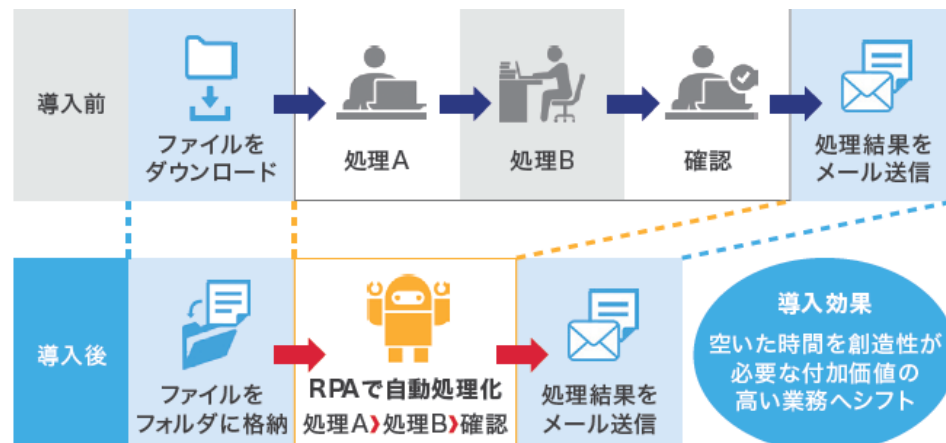 導入前
ファイルを
ダウンロード
処理A
処理B
確認
処理結果を
メール送信
導入後
ファイルを
フォルダに格納
RPAで自動処理化
処理A❯処理B❯確認
処理結果を
メール送信
導入効果
空いた時間を創造性が
必要な付加価値の
高い業務へシフト